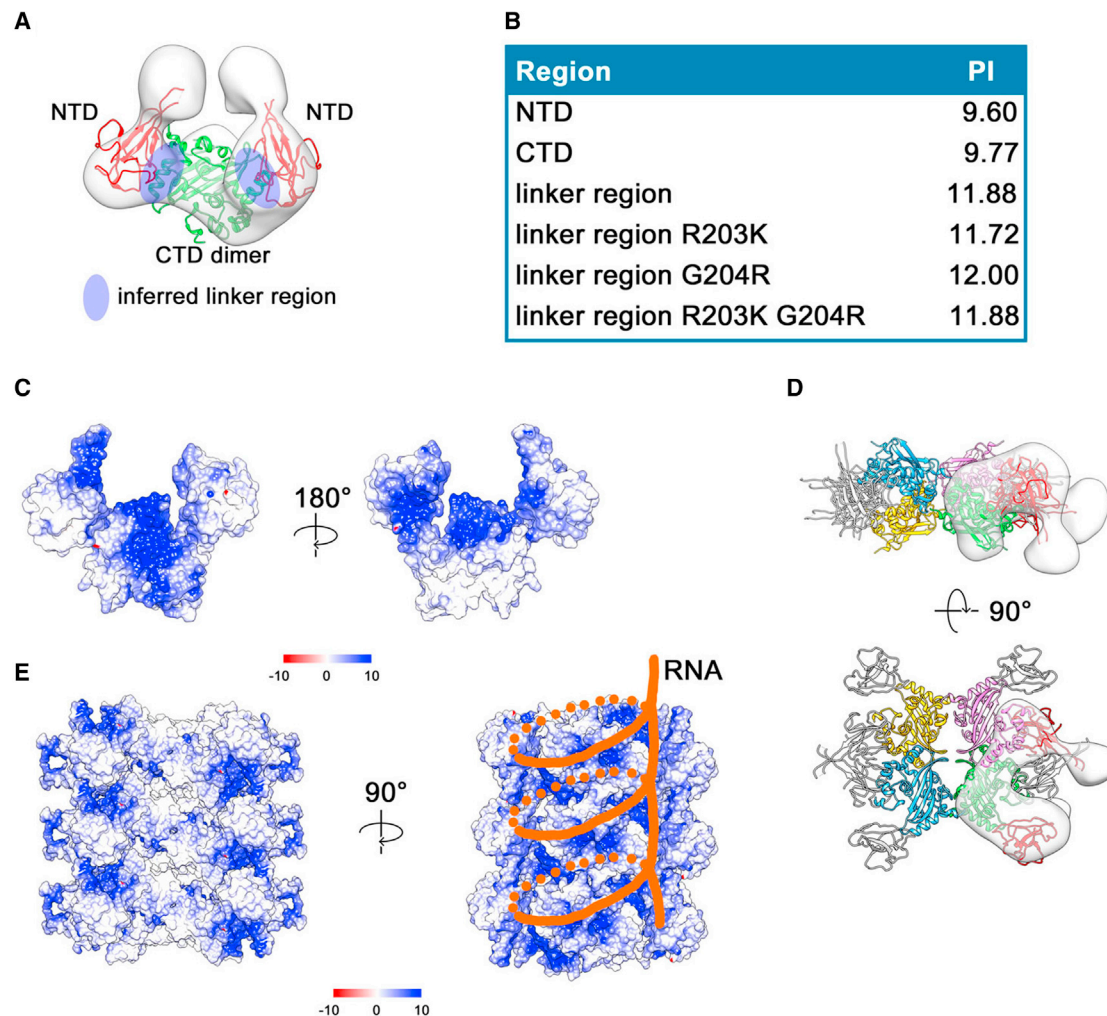 A
NTD
NTD
CTD dimer
inferred linker region
B
Region PI
NTD 9.60
CTD 9.77
linker region 11.88
linker region R203K 11.72
linker region G204R 12.00
linker region R203K G204R 11.88
C
180°
-10 0 10
D
90°
E
RNA
90°
-10 0 10